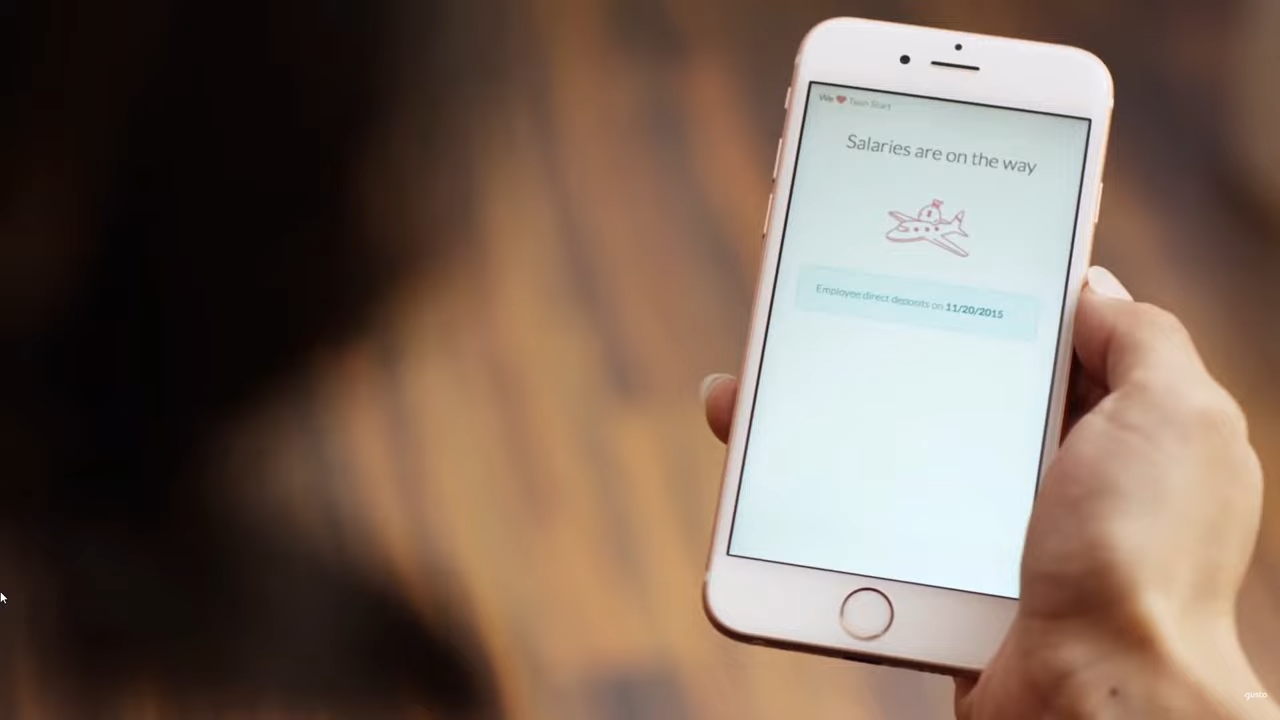 We ❤ Twin Start
Salaries are on the way
Employee direct deposits on 11/20/2015
gusto